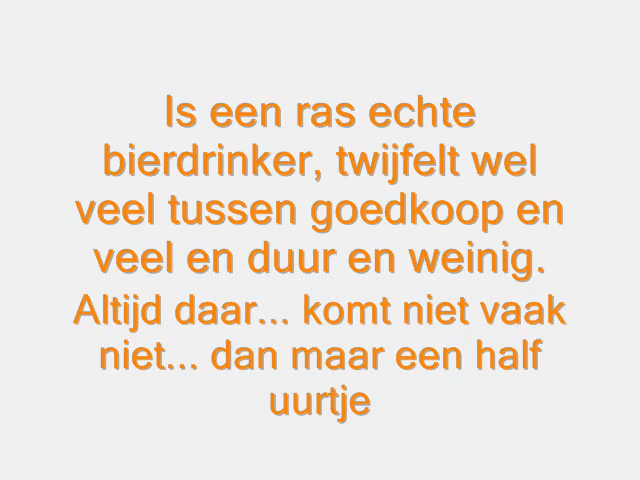 Is een ras echte
bierdrinker, twijfelt wel
veel tussen goedkoop en
veel en duur en weinig.
Altijd daar... komt niet vaak
niet... dan maar een half
uurtje